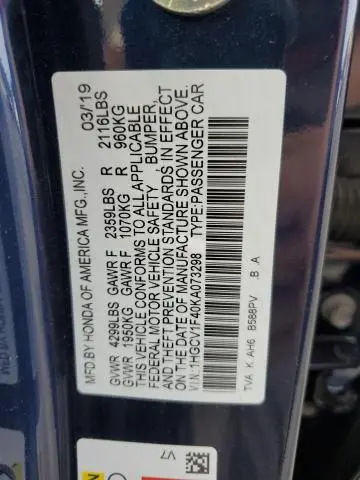 MFD BY HONDA OF AMERICA MFG.,INC. 03/19
GVWR 4299LBS GAWR F 2359LBS R 2116LBS
GVWR 1950KG GAWR F 1070KG R 960KG
THIS VEHICLE CONFORMS TO ALL APPLICABLE
FEDERAL MOTOR VEHICLE SAFETY, BUMPER,
AND THEFT PREVENTION STANDARDS IN EFFECT
ON THE DATE OF MANUFACTURE SHOWN ABOVE.
V.I.N.:1HGCV1F40KA073298 TYPE:PASSENGER CAR
TVA K AH6 B588PV B A
V7